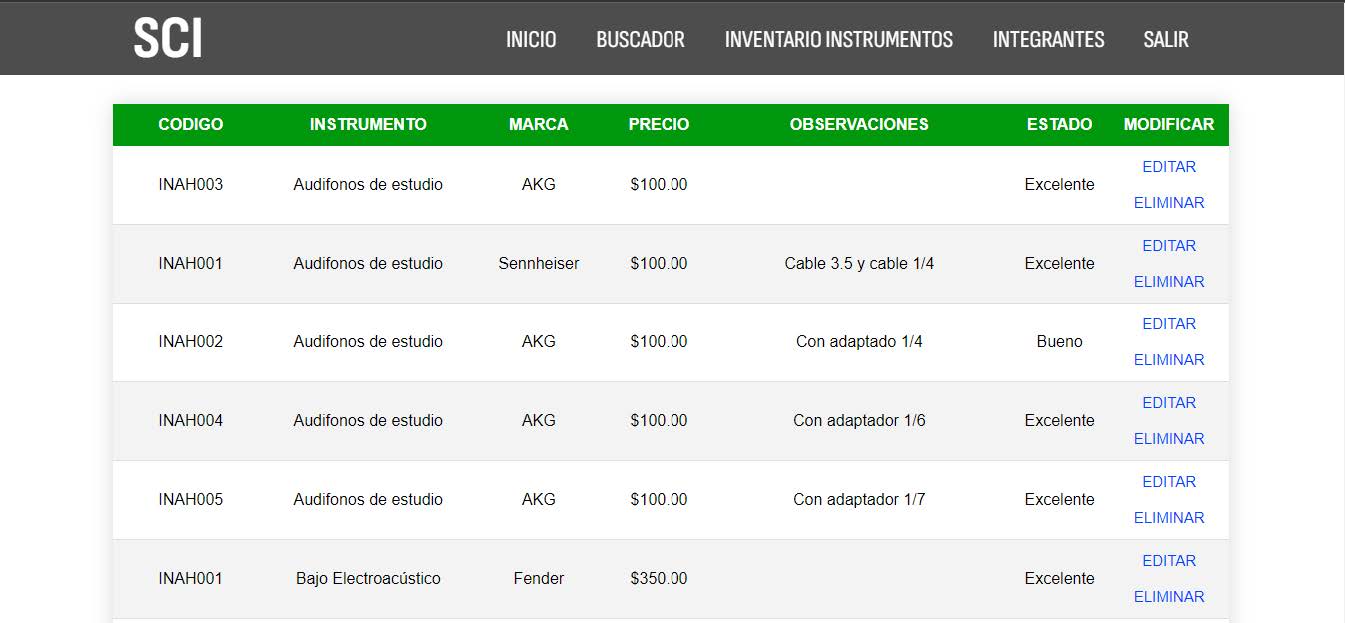 SCI
INICIO BUSCADOR INVENTARIO INSTRUMENTOS INTEGRANTES SALIR
CODIGO INSTRUMENTO MARCA PRECIO OBSERVACIONES ESTADO MODIFICAR
INAH003 Audifonos de estudio AKG $100.00 Excelente EDITAR
ELIMINAR
INAH001 Audifonos de estudio Sennheiser $100.00 Cable 3.5 y cable 1/4 Excelente EDITAR
ELIMINAR
INAH002 Audifonos de estudio AKG $100.00 Con adaptado 1/4 Bueno EDITAR
ELIMINAR
INAH004 Audifonos de estudio AKG $100.00 Con adaptador 1/6 Excelente EDITAR
ELIMINAR
INAH005 Audifonos de estudio AKG $100.00 Con adaptador 1/7 Excelente EDITAR
ELIMINAR
INAH001 Bajo Electroacústico Fender $350.00 Excelente EDITAR
ELIMINAR